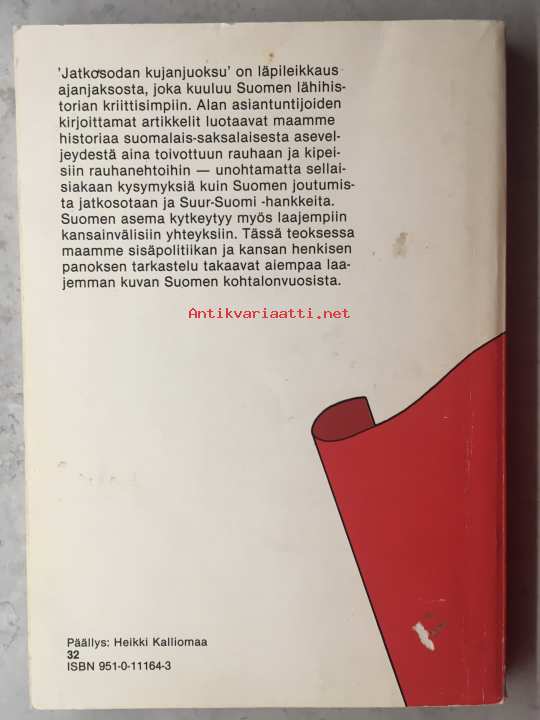 'Jatkosodan kujanjuoksu' on läpileikkaus
ajanjaksosta, joka kuuluu Suomen lähihis-
torian kriittisimpiin. Alan asiantuntijoiden
kirjoittamat artikkelit luotaavat maamme
historiaa suomalais-saksalaisesta asevel-
jeydestä aina toivottuun rauhaan ja kipei-
siin rauhanehtoihin — unohtamatta sellai-
siakaan kysymyksiä kuin Suomen joutumis-
ta jatkosotaan ja Suur-Suomi -hankkeita.
Suomen asema kytkeytyy myös laajempiin
kansainvälisiin yhteyksiin. Tässä teoksessa
maamme sisäpolitiikan ja kansan henkisen
panoksen tarkastelu takaavat aiempaa laa-
jemman kuvan Suomen kohtalonvuosista.
Antikvariaatti.net
Päällys: Heikki Kalliomaa
32
ISBN 951-0-11164-3